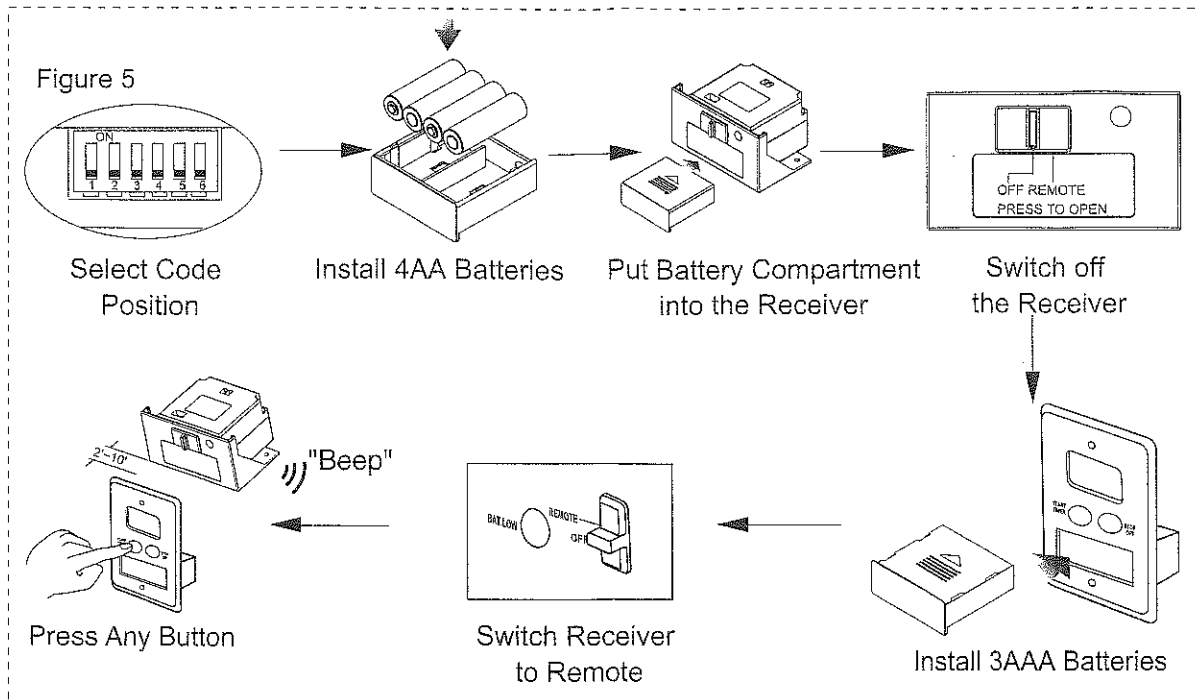 Figure 5
ON
1 2 3 4 5 6
Select Code
Position
Install 4AA Batteries
Put Battery Compartment
into the Receiver
OFF REMOTE
PRESS TO OPEN
Switch off
the Receiver
2'-10'
"Beep"
Press Any Button
BAT.LOW
REMOTE
OFF
Switch Receiver
to Remote
Install 3AAA Batteries